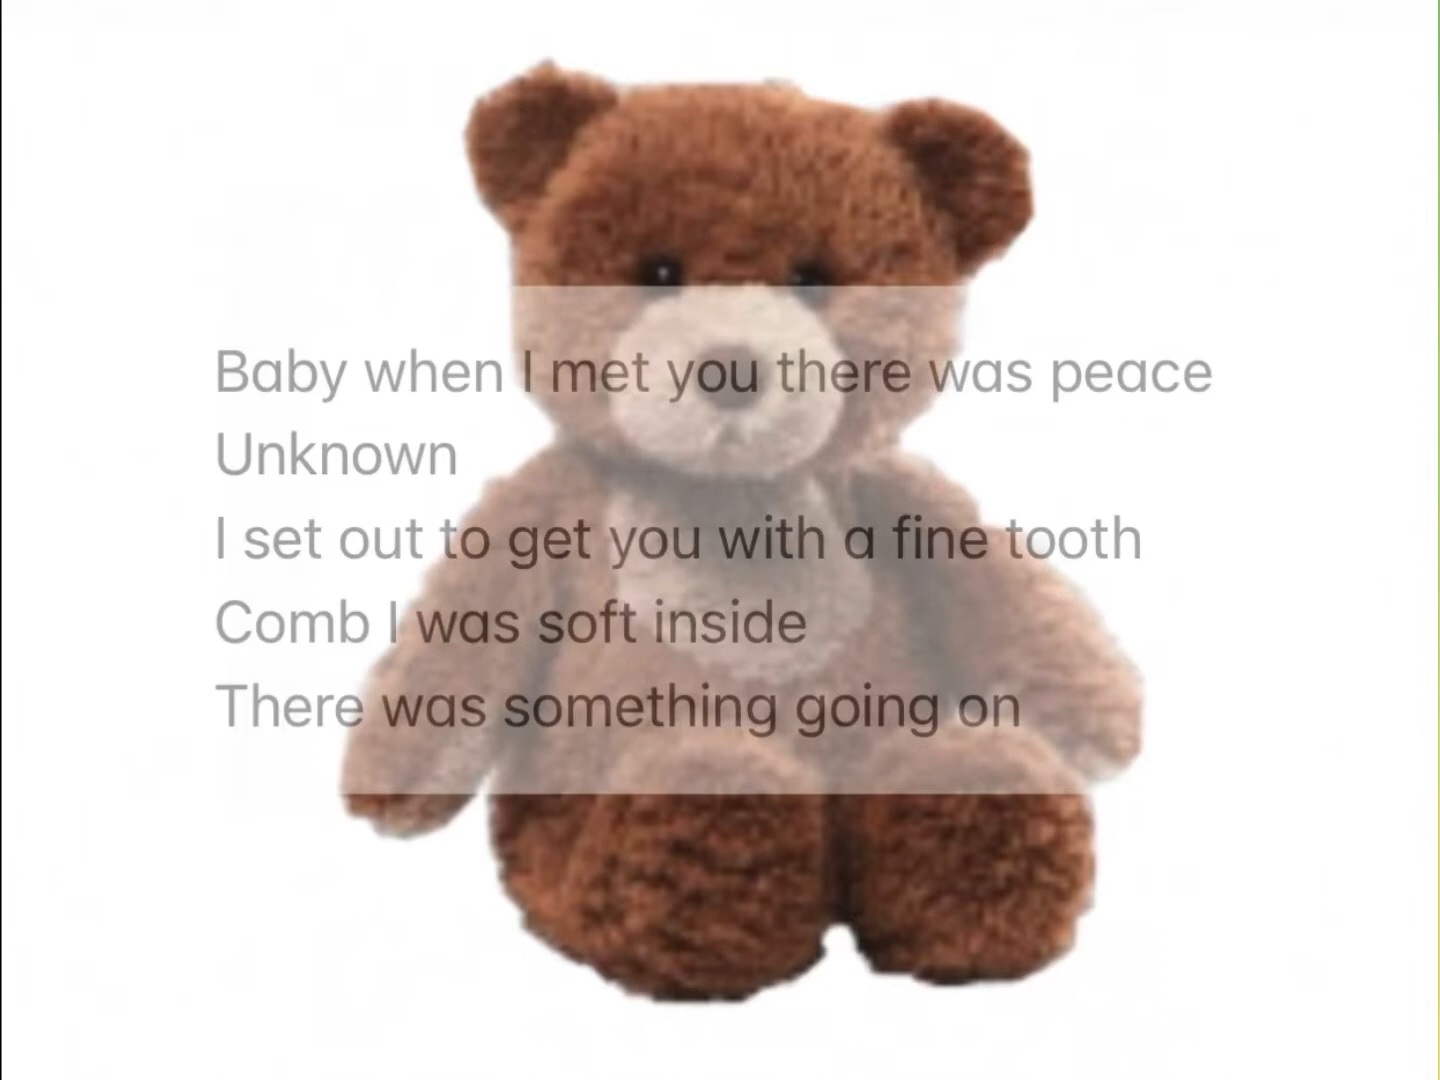 Baby when I met you there was peace
Unknown
I set out to get you with a fine tooth
Comb I was soft inside
There was something going on